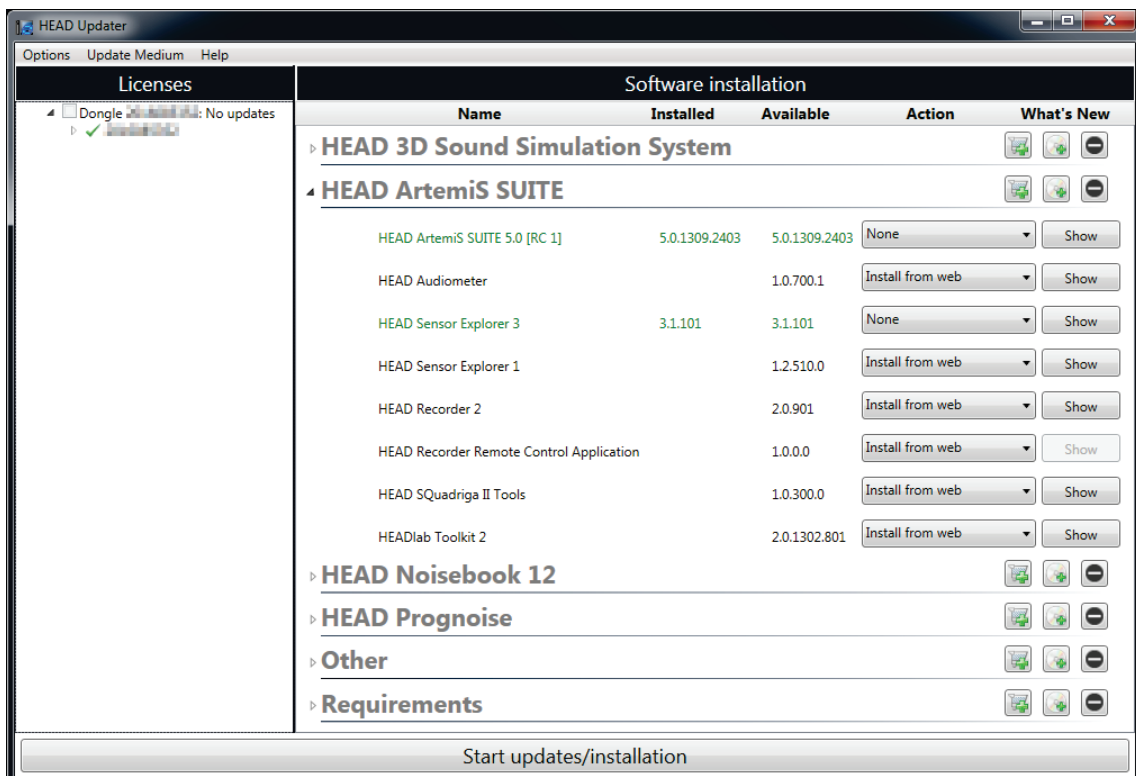 HEAD Updater
Options Update Medium Help
Licenses Software installation
Dongle : No updates
Name Installed Available Action What's New
HEAD 3D Sound Simulation System
HEAD ArtemiS SUITE
HEAD ArtemiS SUITE 5.0 [RC 1] 5.0.1309.2403 5.0.1309.2403 None Show
HEAD Audiometer 1.0.700.1 Install from web Show
HEAD Sensor Explorer 3 3.1.101 3.1.101 None Show
HEAD Sensor Explorer 1 1.2.510.0 Install from web Show
HEAD Recorder 2 2.0.901 Install from web Show
HEAD Recorder Remote Control Application 1.0.0.0 Install from web Show
HEAD SQuadriga II Tools 1.0.300.0 Install from web Show
HEADlab Toolkit 2 2.0.1302.801 Install from web Show
HEAD Noisebook 12
HEAD Prognoise
Other
Requirements
Start updates/installation